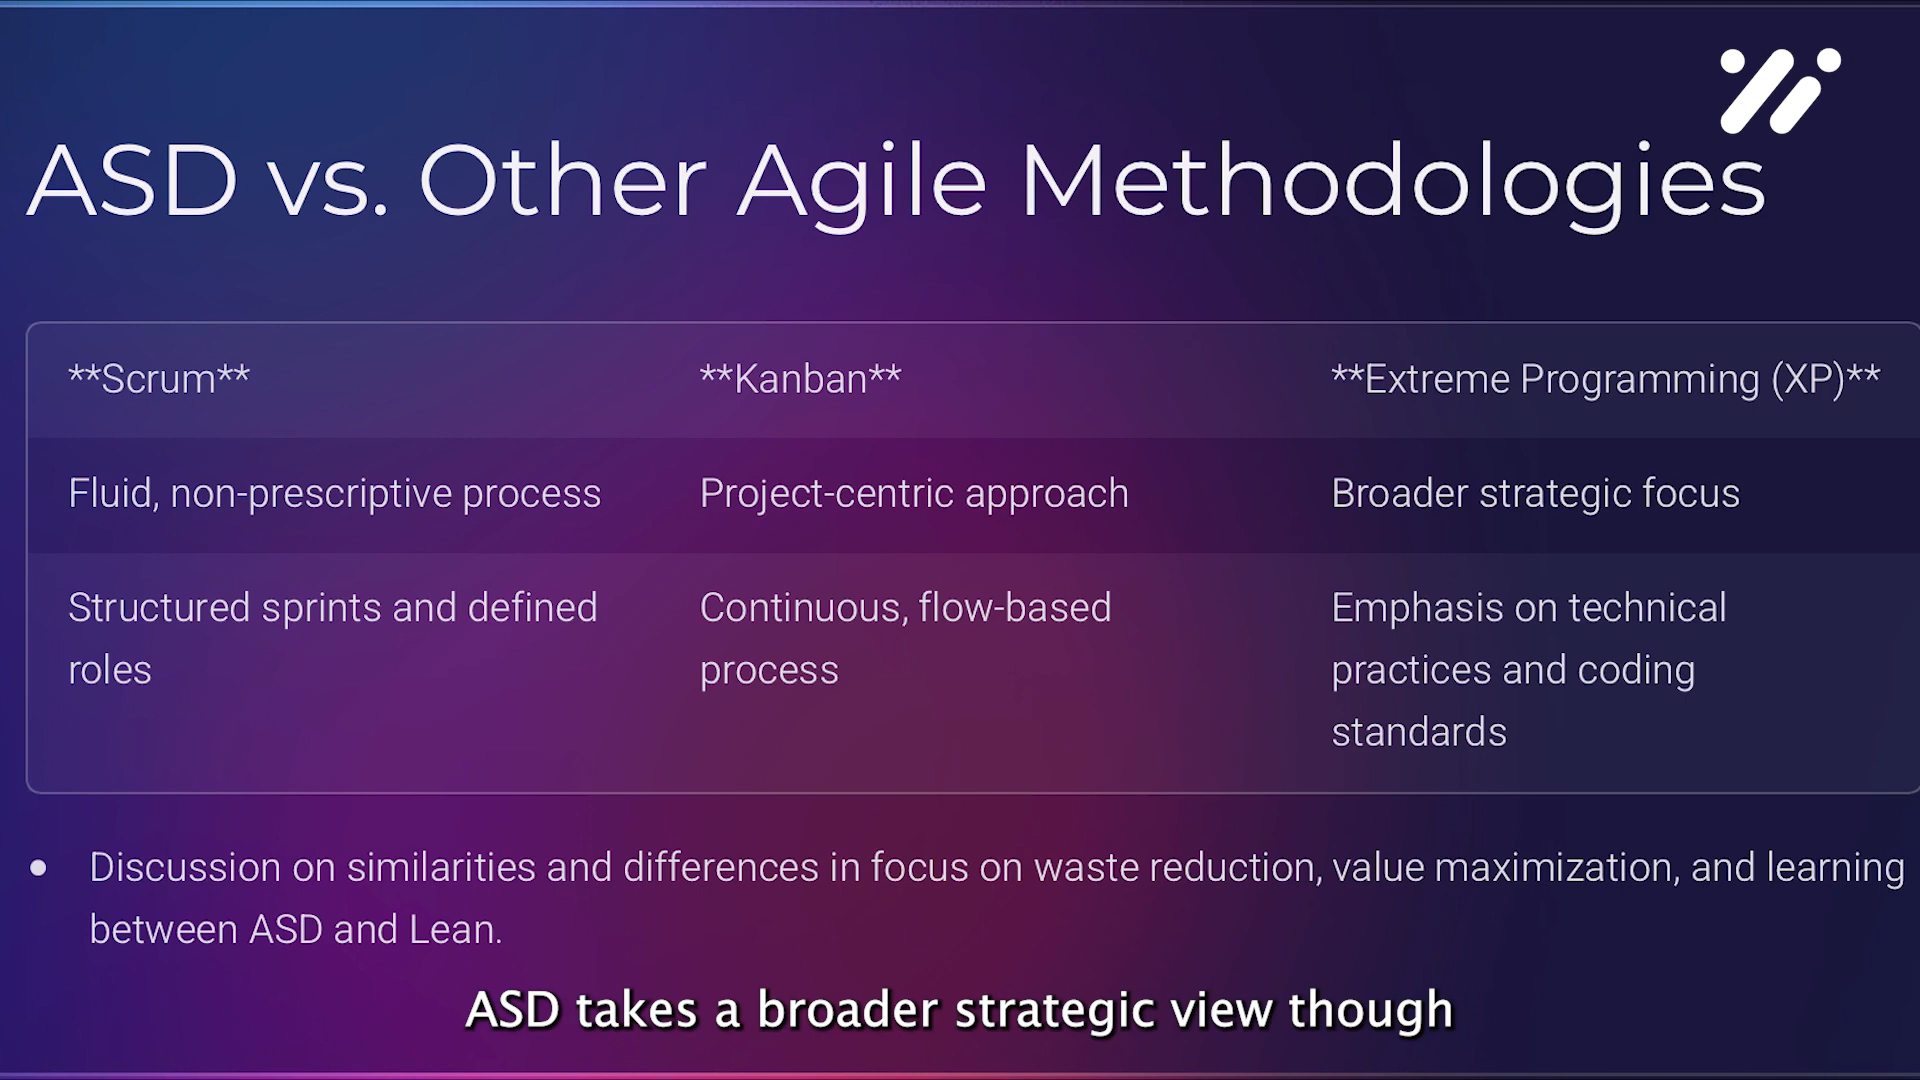 ASD vs. Other Agile Methodologies
**Scrum** **Kanban** **Extreme Programming (XP)**
Fluid, non-prescriptive process Project-centric approach Broader strategic focus
Structured sprints and defined Continuous, flow-based Emphasis on technical
roles process practices and coding
standards
• Discussion on similarities and differences in focus on waste reduction, value maximization, and learning
between ASD and Lean.
ASD takes a broader strategic view though